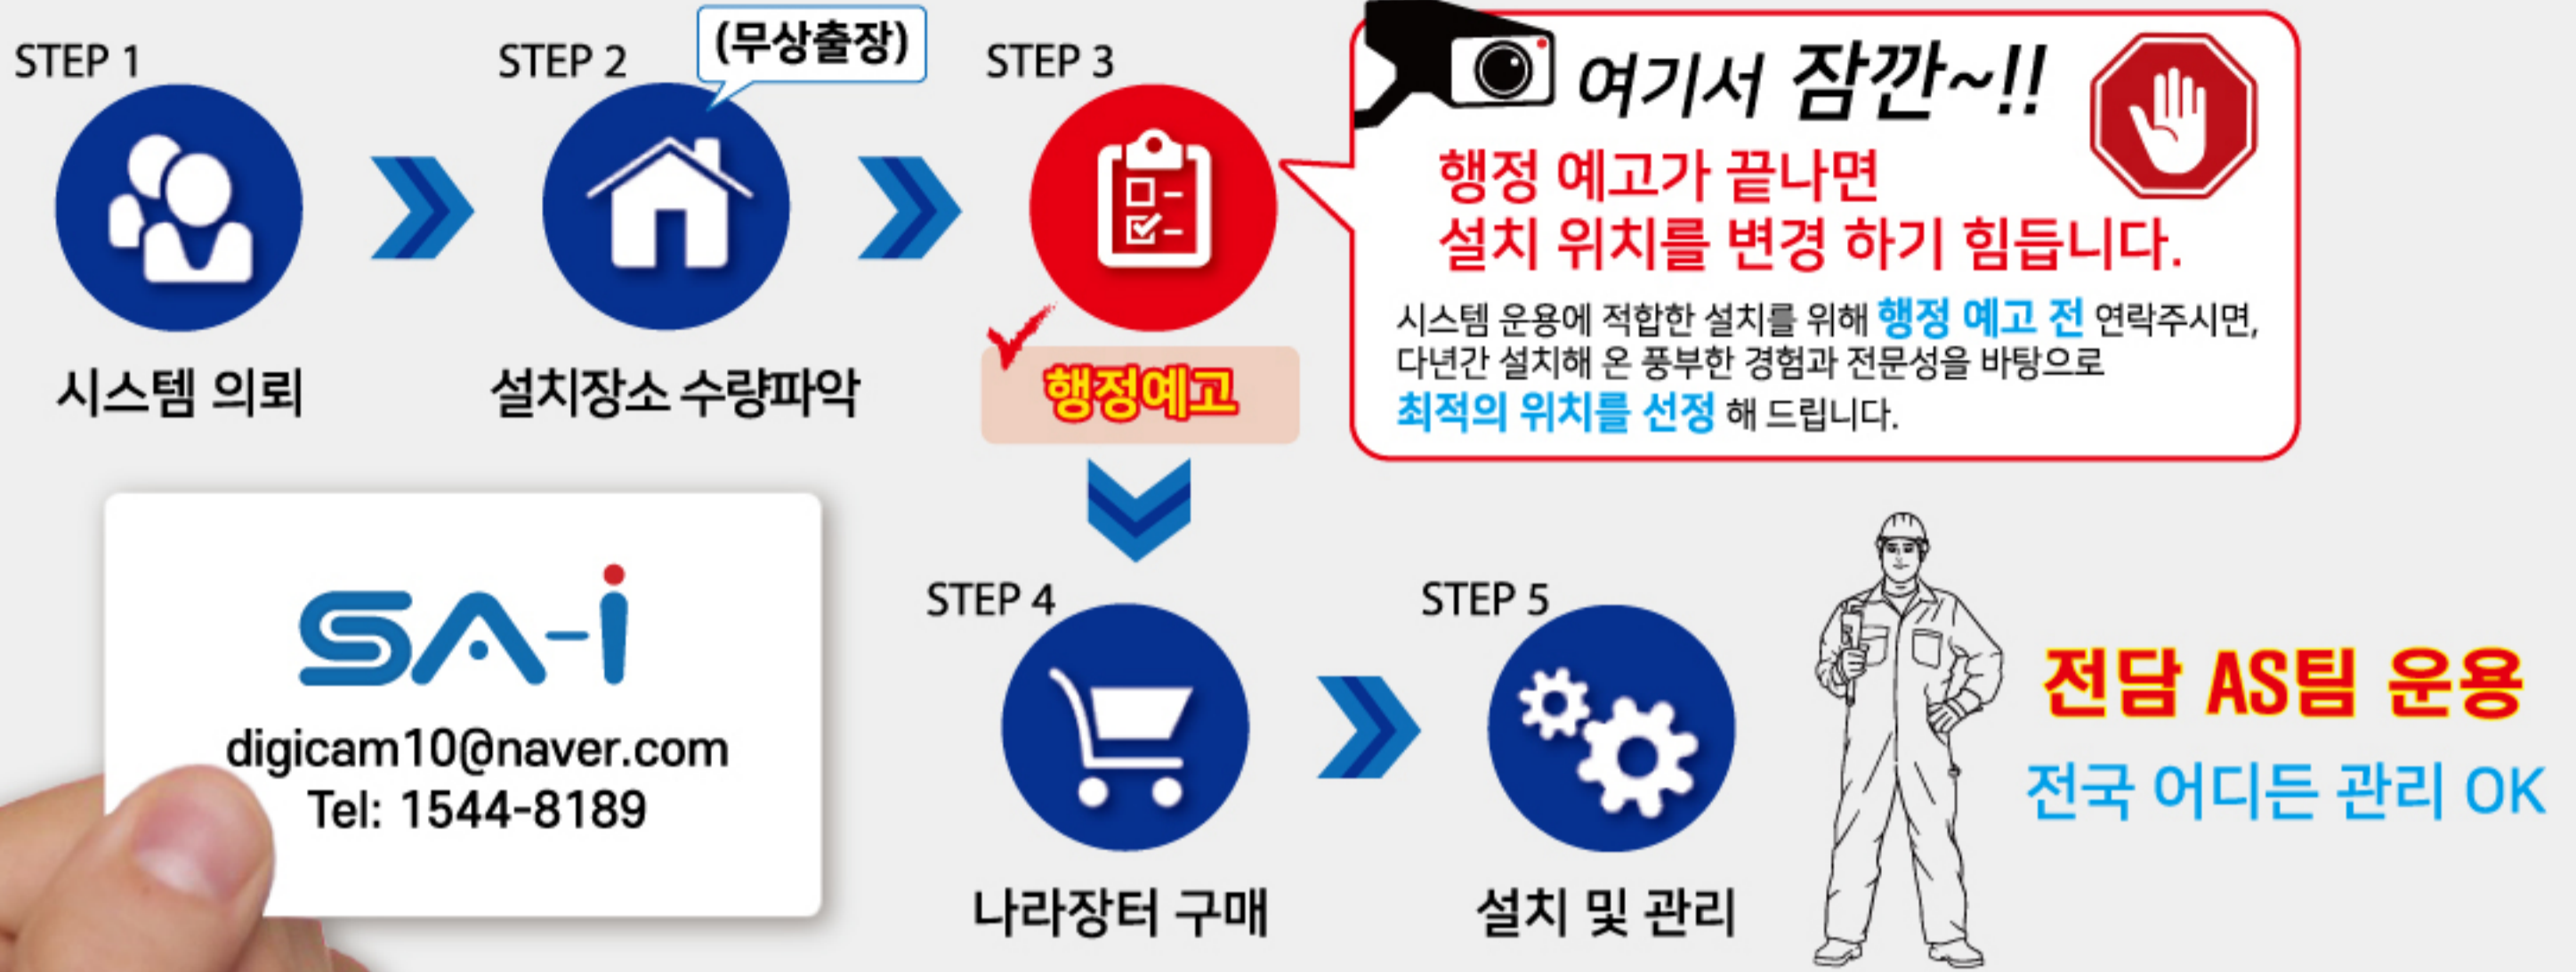 STEP 1
시스템 의뢰
STEP 2
(무상출장)
설치장소 수량파악
STEP 3
행정예고
여기서 잠깐~!!
행정 예고가 끝나면
설치 위치를 변경 하기 힘듭니다.
시스템 운용에 적합한 설치를 위해 행정 예고 전 연락주시면,
다년간 설치해 온 풍부한 경험과 전문성을 바탕으로
최적의 위치를 선정 해 드립니다.
SA-i
digicam10@naver.com
Tel: 1544-8189
STEP 4
나라장터 구매
STEP 5
설치 및 관리
전담 AS팀 운용
전국 어디든 관리 OK